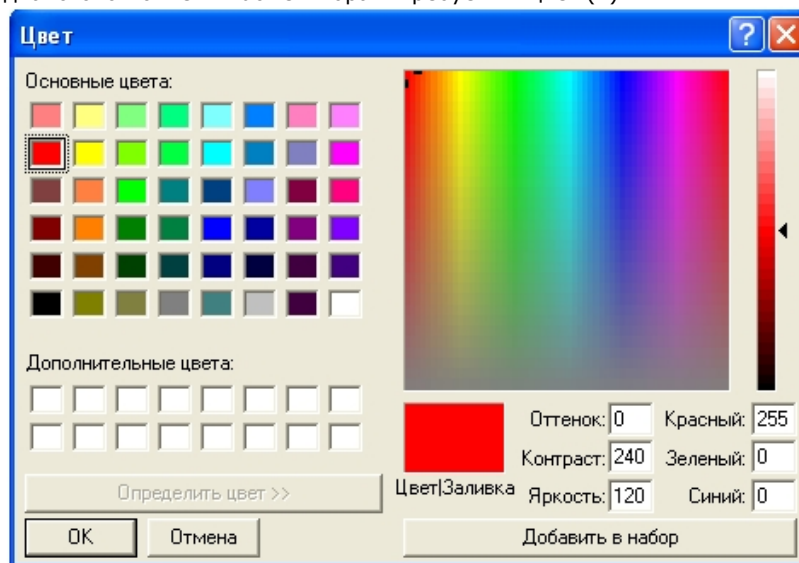 Цвет
Основные цвета:
Дополнительные цвета:
Определить цвет >>
OK Отмена
Цвет|Заливка
Оттенок: 0 Красный: 255
Контраст: 240 Зеленый: 0
Яркость: 120 Синий: 0
Добавить в набор